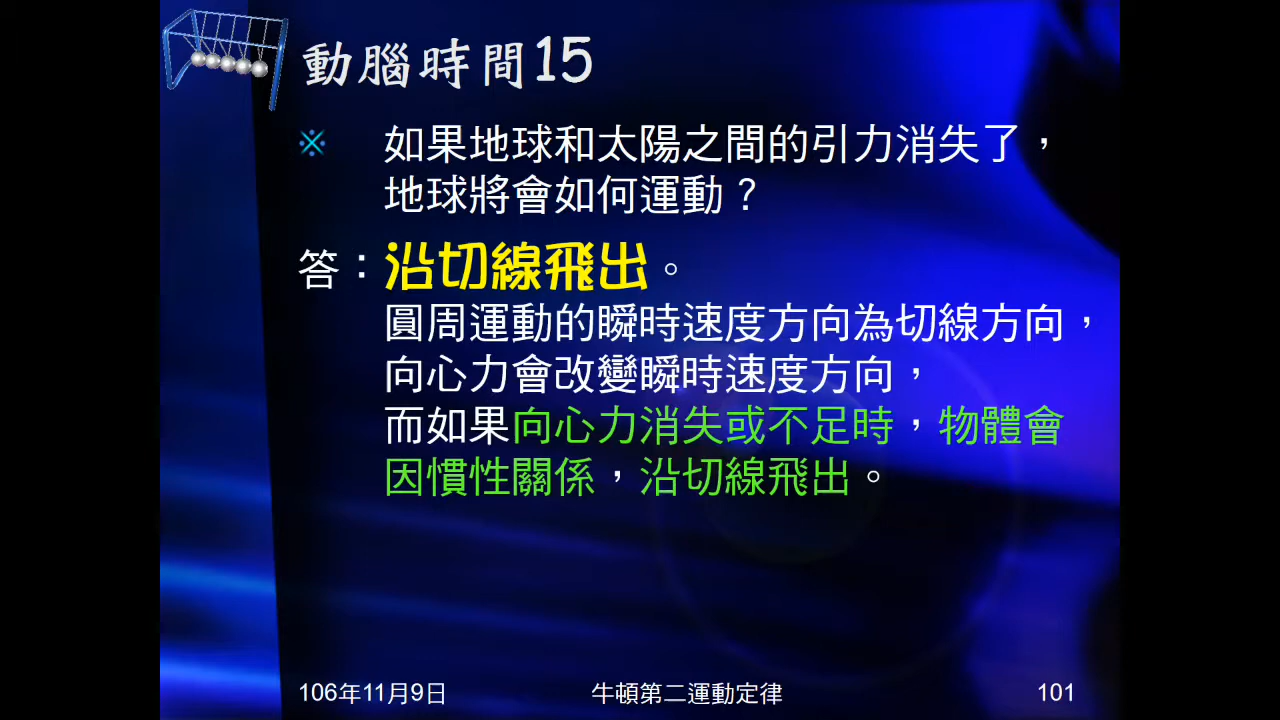 動腦時間15
※ 如果地球和太陽之間的引力消失了，
地球將會如何運動？
答：沿切線飛出。
圓周運動的瞬時速度方向為切線方向，
向心力會改變瞬時速度方向，
而如果向心力消失或不足時，物體會
因慣性關係，沿切線飛出。
106年11月9日 牛頓第二運動定律 101